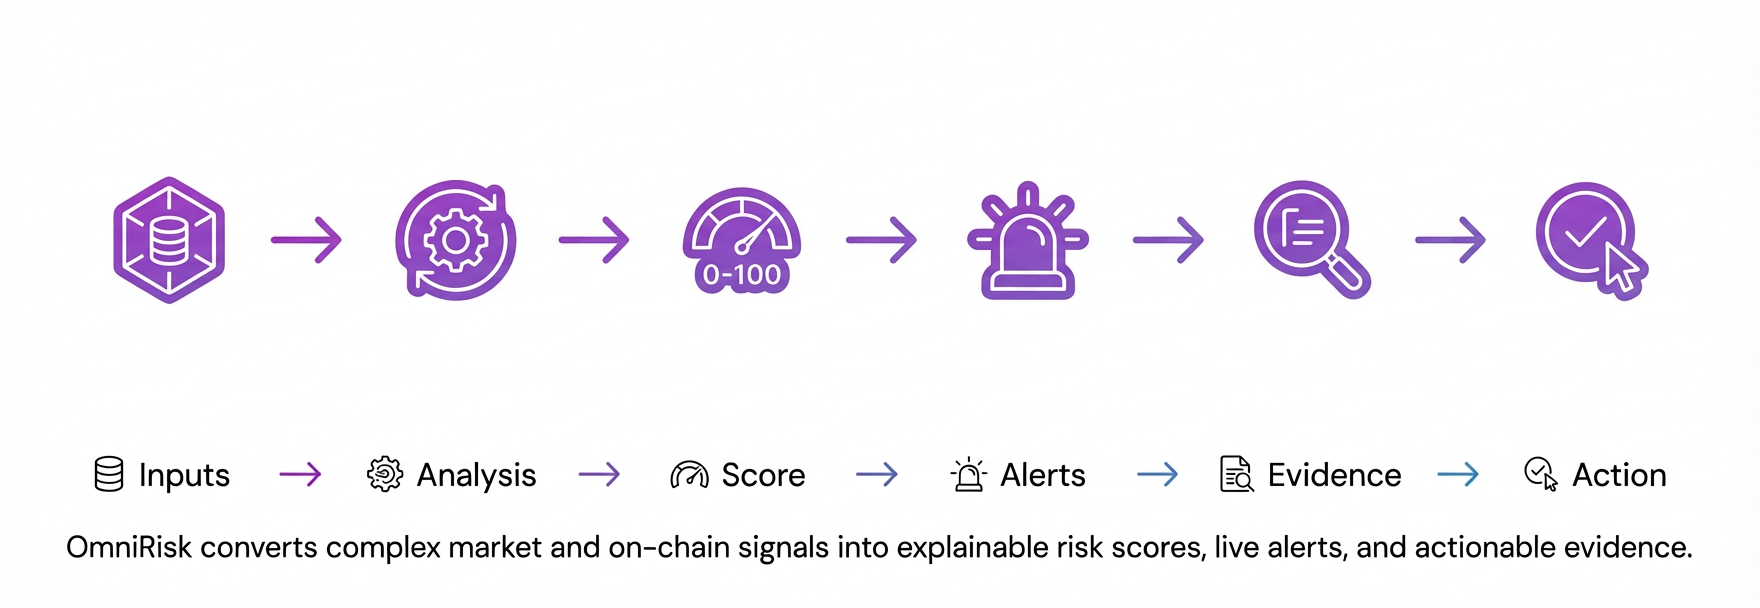 0-100
Inputs → Analysis → Score → Alerts → Evidence → Action
OmniRisk converts complex market and on-chain signals into explainable risk scores, live alerts, and actionable evidence.